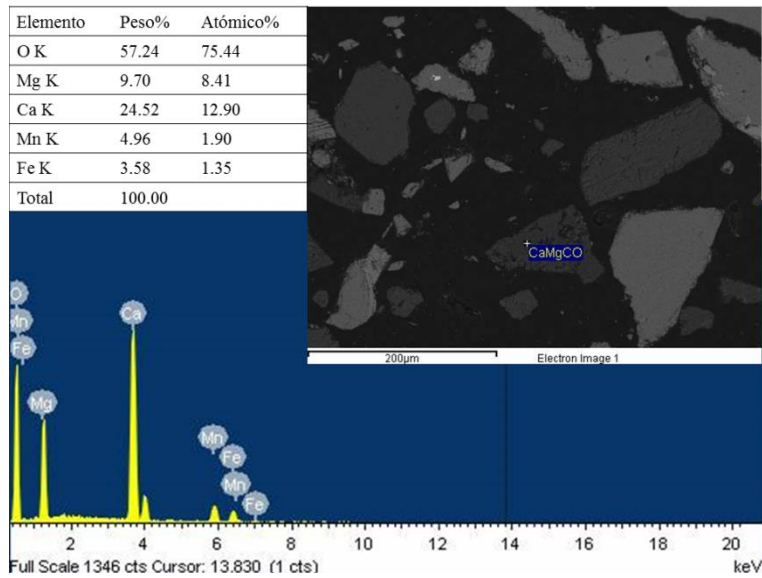 Elemento Peso% Atómico%
O K 57.24 75.44
Mg K 9.70 8.41
Ca K 24.52 12.90
Mn K 4.96 1.90
Fe K 3.58 1.35
Total 100.00
CaMgCO
200µm Electron Image 1
O
Mn
Fe
Mg
Ca
Mn
Fe
Mn
Fe
2 4 6 8 10 12 14 16 18 20
Full Scale 1346 cts Cursor: 13.830 (1 cts) keV